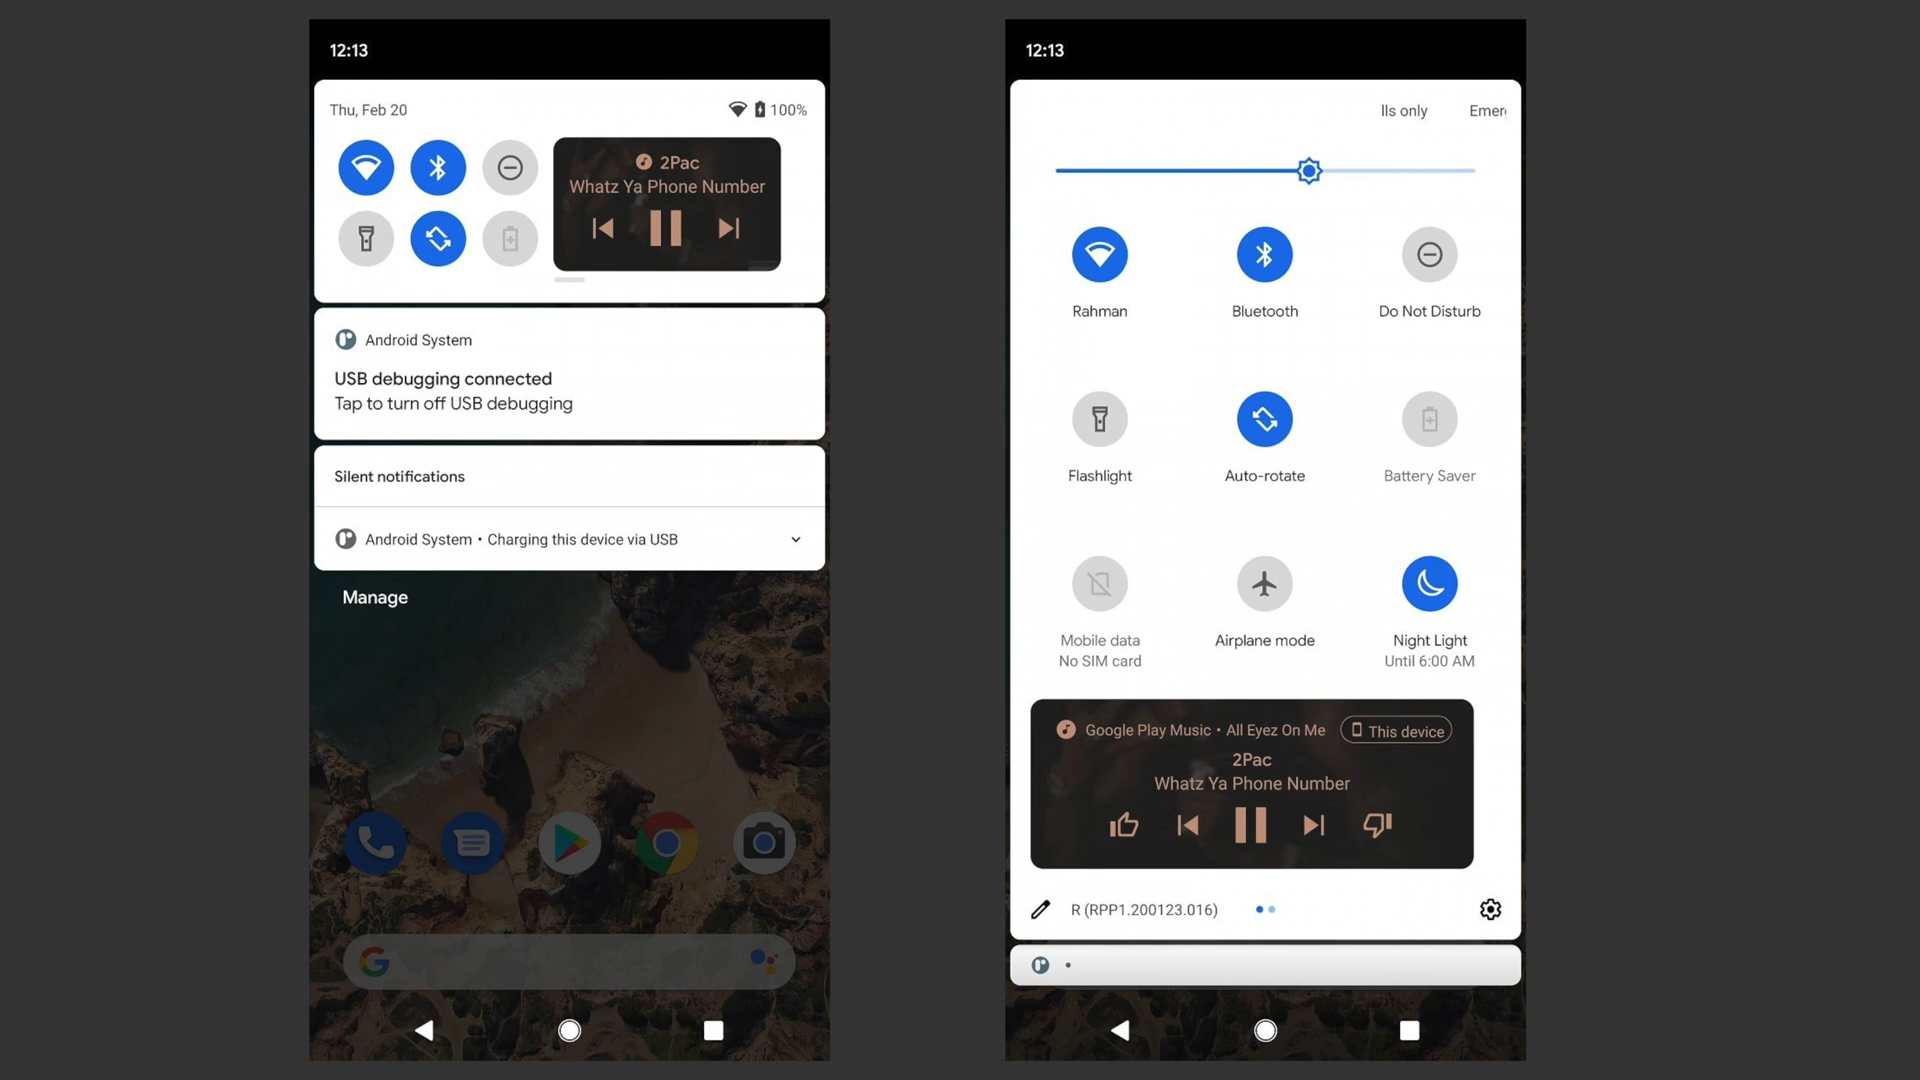 12:13
Thu, Feb 20
100%
2Pac
Whatz Ya Phone Number
Android System
USB debugging connected
Tap to turn off USB debugging
Silent notifications
Android System • Charging this device via USB
Manage
12:13
lls only Emerg
Rahman
Bluetooth
Do Not Disturb
Flashlight
Auto-rotate
Battery Saver
Mobile data
No SIM card
Airplane mode
Night Light
Until 6:00 AM
Google Play Music • All Eyez On Me
This device
2Pac
Whatz Ya Phone Number
R (RPP1.200123.016)